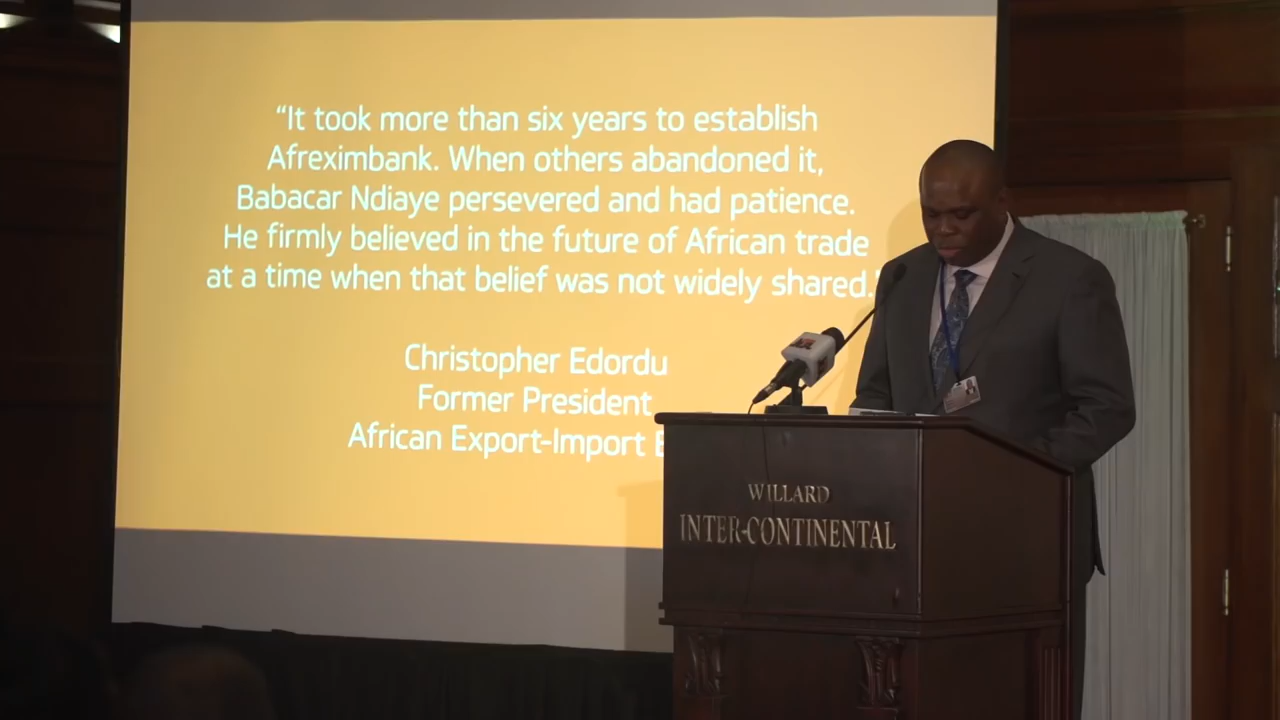 “It took more than six years to establish
Afreximbank. When others abandoned it,
Babacar Ndiaye persevered and had patience.
He firmly believed in the future of African trade
at a time when that belief was not widely shared.”
Christopher Edordu
Former President
African Export-Import
WILLARD
INTER-CONTINENTAL